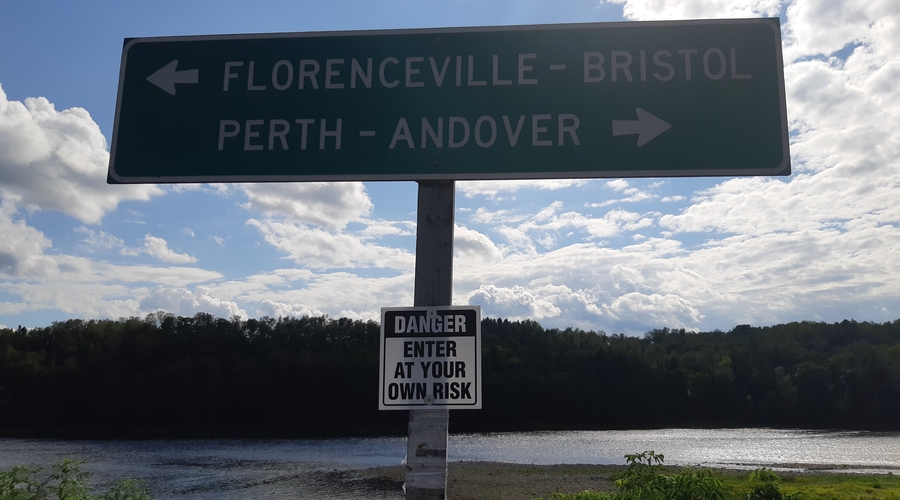 FLORENCEVILLE - BRISTOL
PERTH - ANDOVER
DANGER
ENTER
AT YOUR
OWN RISK